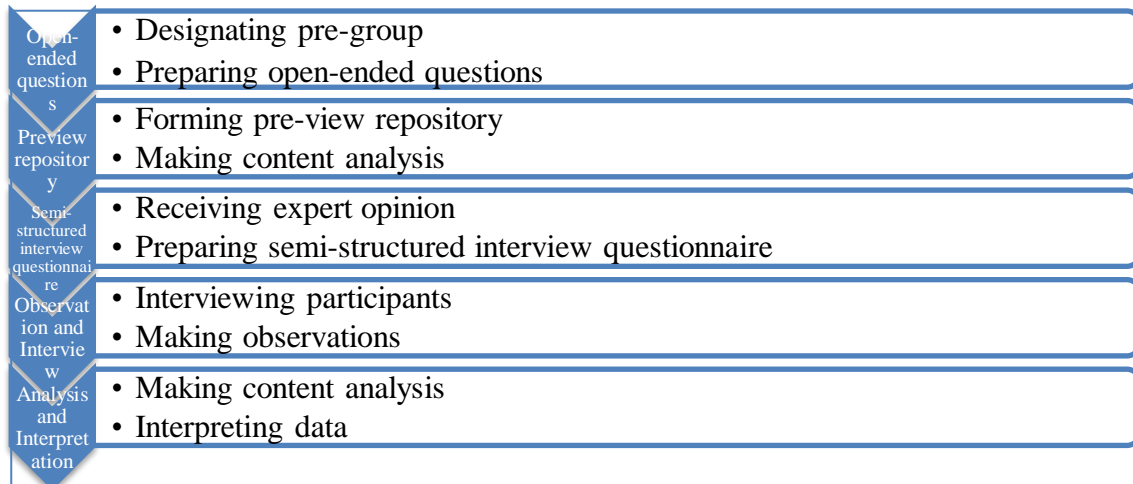 Open-
ended
question
s
• Designating pre-group
• Preparing open-ended questions
Preview
repositor
y
• Forming pre-view repository
• Making content analysis
Semi-
structured
interview
questionnai
re
• Receiving expert opinion
• Preparing semi-structured interview questionnaire
Observat
ion and
Intervie
w
• Interviewing participants
• Making observations
Analysis
and
Interpret
ation
• Making content analysis
• Interpreting data